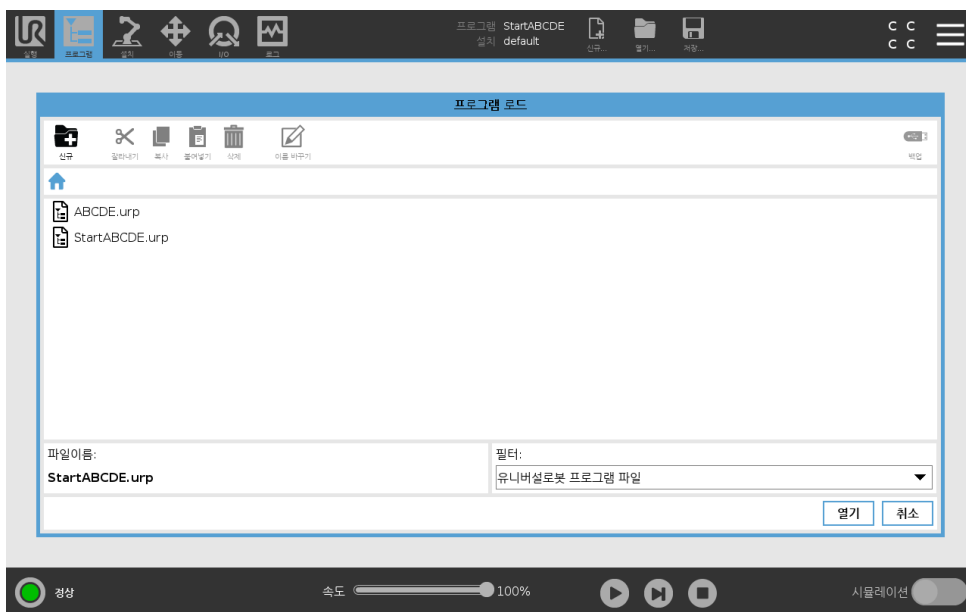 프로그램 StartABCDE
설치 default
C C
C C
실행 프로그램 설치 이동 I/O 로그
신규... 열기... 저장...
프로그램 로드
신규 잘라내기 복사 붙여넣기 삭제 이름 바꾸기 백업
ABCDE.urp
StartABCDE.urp
파일이름:
StartABCDE.urp
필터:
유니버설로봇 프로그램 파일
열기 취소
정상 속도 100% 시뮬레이션